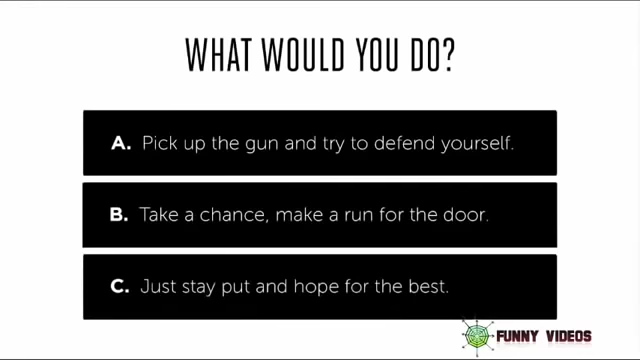 WHAT WOULD YOU DO?
A. Pick up the gun and try to defend yourself.
B. Take a chance, make a run for the door.
C. Just stay put and hope for the best.
FUNNY VIDEOS